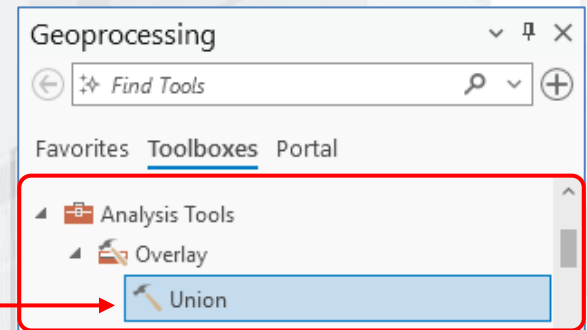 Geoprocessing
Find Tools
Favorites Toolboxes Portal
Analysis Tools
Overlay
Union